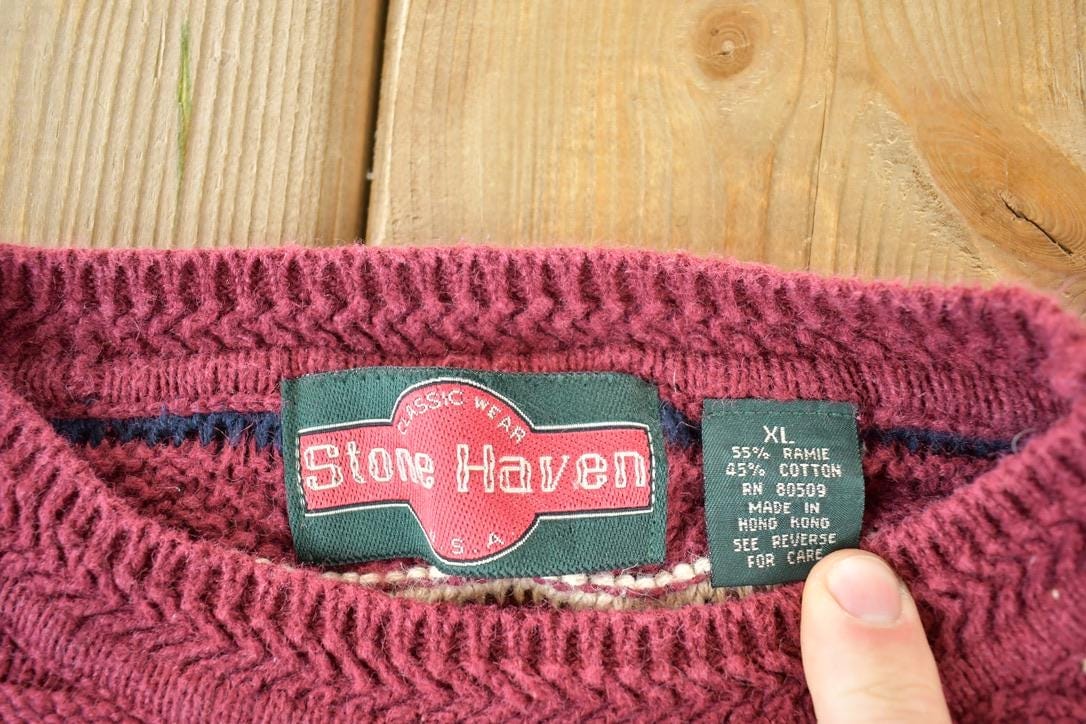 CLASSIC WEAR
Stone Haven
U.S.A
XL
55% RAMIE
45% COTTON
RN 80509
MADE IN
HONG KONG
SEE REVERSE
FOR CARE